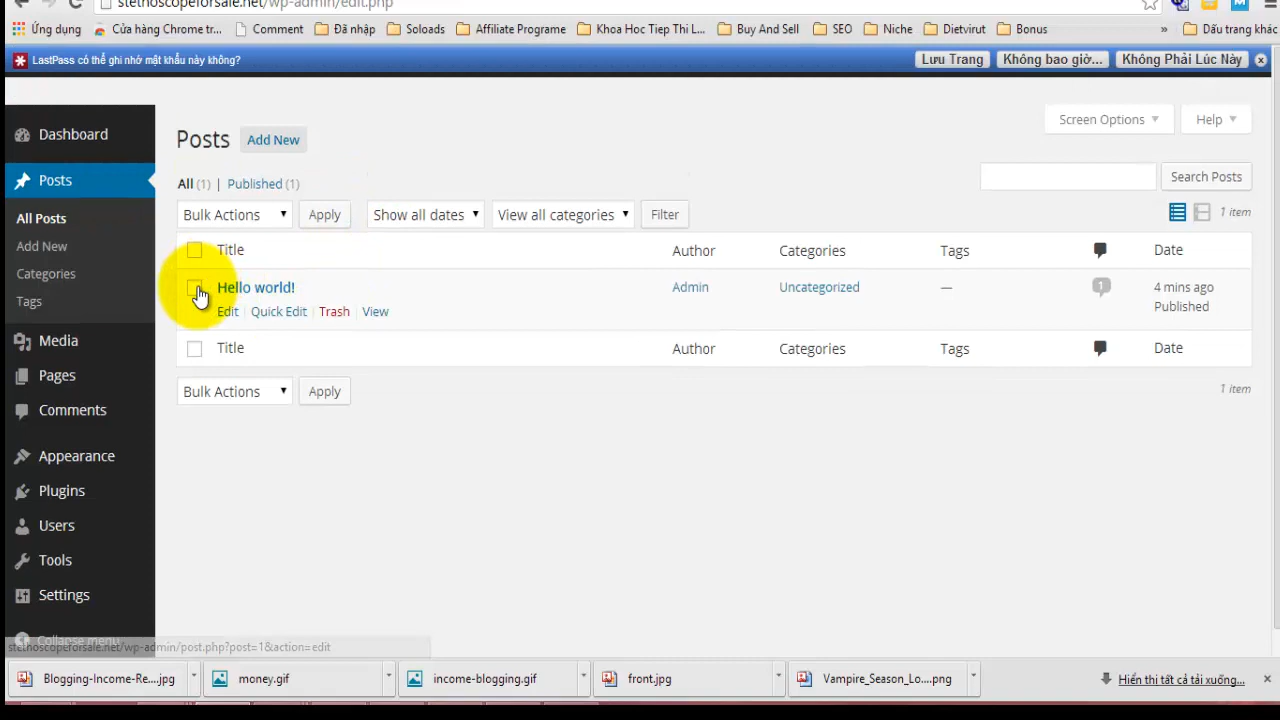 stethoscopeforsale.net/wp-admin/edit.php
Ứng dụng Cửa hàng Chrome tr... Comment Đã nhập Soloads Affiliate Programe Khoa Hoc Tiep Thi L... Buy And Sell SEO Niche Dietvirut Bonus » Dấu trang khác
LastPass có thể ghi nhớ mật khẩu này không? Lưu Trang Không bao giờ... Không Phải Lúc Này
Screen Options Help
Dashboard
Posts Add New
Posts
All (1) | Published (1) Search Posts
Bulk Actions Apply Show all dates View all categories Filter 1 item
All Posts
Add New
Categories
Tags
Title Author Categories Tags Date
Hello world! Admin Uncategorized — 1 4 mins ago
Published
Edit Quick Edit Trash View
Title Author Categories Tags Date
Bulk Actions Apply 1 item
Media
Pages
Comments
Appearance
Plugins
Users
Tools
Settings
Collapse menu
stethoscopeforsale.net/wp-admin/post.php?post=1&action=edit
Blogging-Income-Re....jpg money.gif income-blogging.gif front.jpg Vampire_Season_Lo....png Hiển thị tất cả tải xuống...